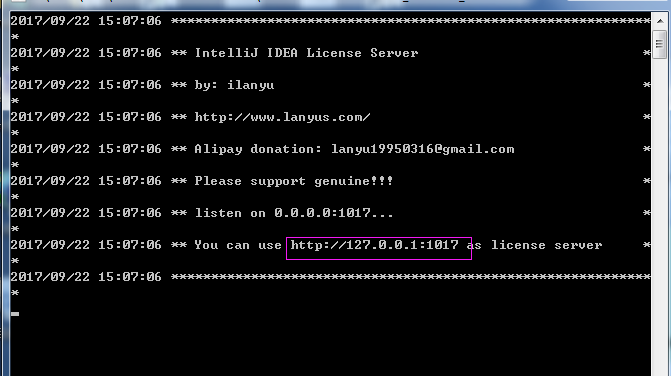 2017/09/22 15:07:06 *************************************************************
*
2017/09/22 15:07:06 ** IntelliJ IDEA License Server *
*
2017/09/22 15:07:06 ** by: ilanyu *
*
2017/09/22 15:07:06 ** http://www.lanyus.com/ *
*
2017/09/22 15:07:06 ** Alipay donation: lanyu19950316@gmail.com *
*
2017/09/22 15:07:06 ** Please support genuine!!! *
*
2017/09/22 15:07:06 ** listen on 0.0.0.0:1017... *
*
2017/09/22 15:07:06 ** You can use http://127.0.0.1:1017 as license server *
*
2017/09/22 15:07:06 *************************************************************
*